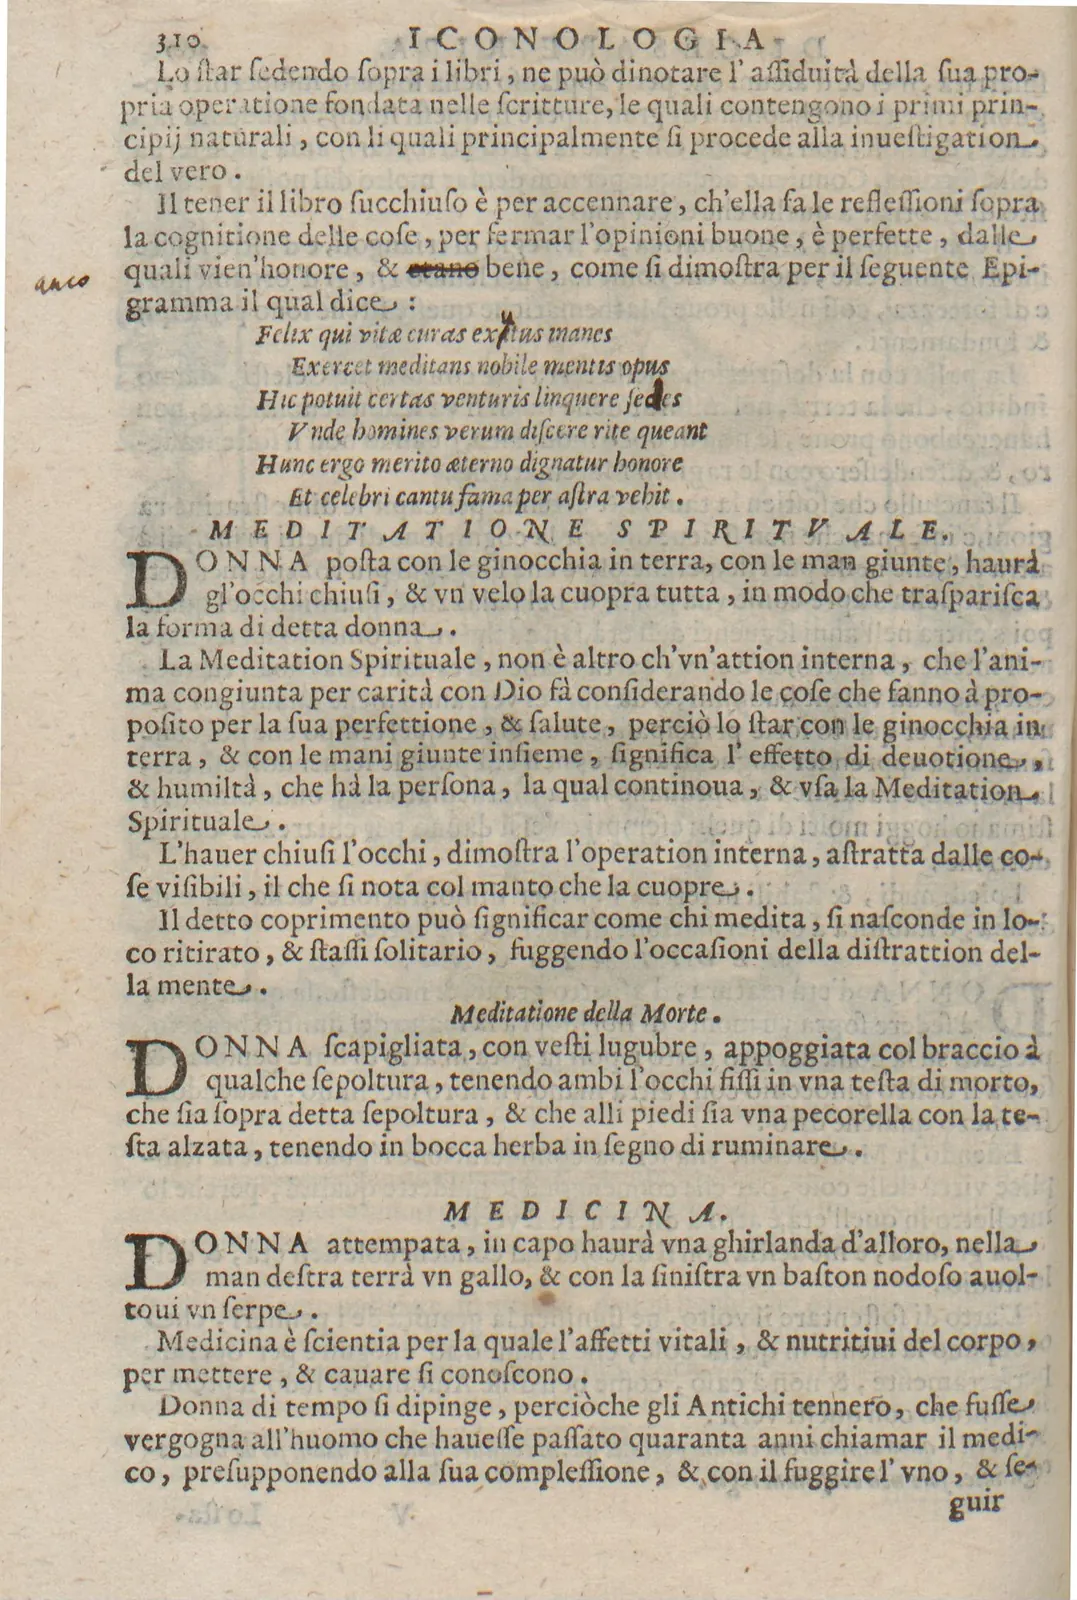 310 ICONOLOGIA
Lo ſtar ſedendo ſopra i libri, ne può dinotare l' aſſiduità della ſua pro-
pria operatione fondata nelle ſcritture, le quali contengono i primi prin-
cipij naturali, con li quali principalmente ſi procede alla inueſtigation
del vero.
Il tener il libro ſucchiuſo è per accennare, ch'ella fa le refleſſioni ſopra
la cognitione delle coſe, per fermar l'opinioni buone, è perfette, dalle
anco
quali vien'honore, & etano bene, come ſi dimoſtra per il ſeguente Epi-
gramma il qual dice:
Felix qui vitæ curas exutus manes
Exercet meditans nobile mentis opus
Hic potuit certas venturis linquere ſedes
Vnde homines verum diſcere rite queant
Hunc ergo merito æterno dignatur honore
Et celebri cantu fama per aſtra vehit.
MEDITATIONE SPIRITVALE.
DONNA poſta con le ginocchia in terra, con le man giunte, haurà
gl'occhi chiuſi, & vn velo la cuopra tutta, in modo che traſpariſca
la forma di detta donna.
La Meditation Spirituale, non è altro ch'vn'attion interna, che l'ani-
ma congiunta per carità con Dio fà conſiderando le coſe che fanno à pro-
poſito per la ſua perfettione, & ſalute, perciò lo ſtar con le ginocchia in
terra, & con le mani giunte inſieme, ſignifica l' effetto di deuotione,
& humiltà, che hà la perſona, la qual continoua, & vſa la Meditation
Spirituale.
L'hauer chiuſi l'occhi, dimoſtra l'operation interna, aſtratta dalle co-
ſe viſibili, il che ſi nota col manto che la cuopre.
Il detto coprimento può ſignificar come chi medita, ſi naſconde in lo-
co ritirato, & ſtaſſi ſolitario, fuggendo l'occaſioni della diſtrattion del-
la mente.
Meditatione della Morte.
DONNA ſcapigliata, con veſti lugubre, appoggiata col braccio à
qualche ſepoltura, tenendo ambi l'occhi fiſſi in vna teſta di morto,
che ſia ſopra detta ſepoltura, & che alli piedi ſia vna pecorella con la te-
ſta alzata, tenendo in bocca herba in ſegno di ruminare.
MEDICINA.
DONNA attempata, in capo haurà vna ghirlanda d'alloro, nella
man deſtra terrà vn gallo, & con la ſiniſtra vn baſton nodoſo auol-
toui vn ſerpe.
Medicina è ſcientia per la quale l'affetti vitali, & nutritiui del corpo,
per mettere, & cauare ſi conoſcono.
Donna di tempo ſi dipinge, perciòche gli Antichi tennero, che fuſſe
vergogna all'huomo che haueſſe paſſato quaranta anni chiamar il medi-
co, preſupponendo alla ſua compleſſione, & con il fuggire l' vno, & ſe-
guir